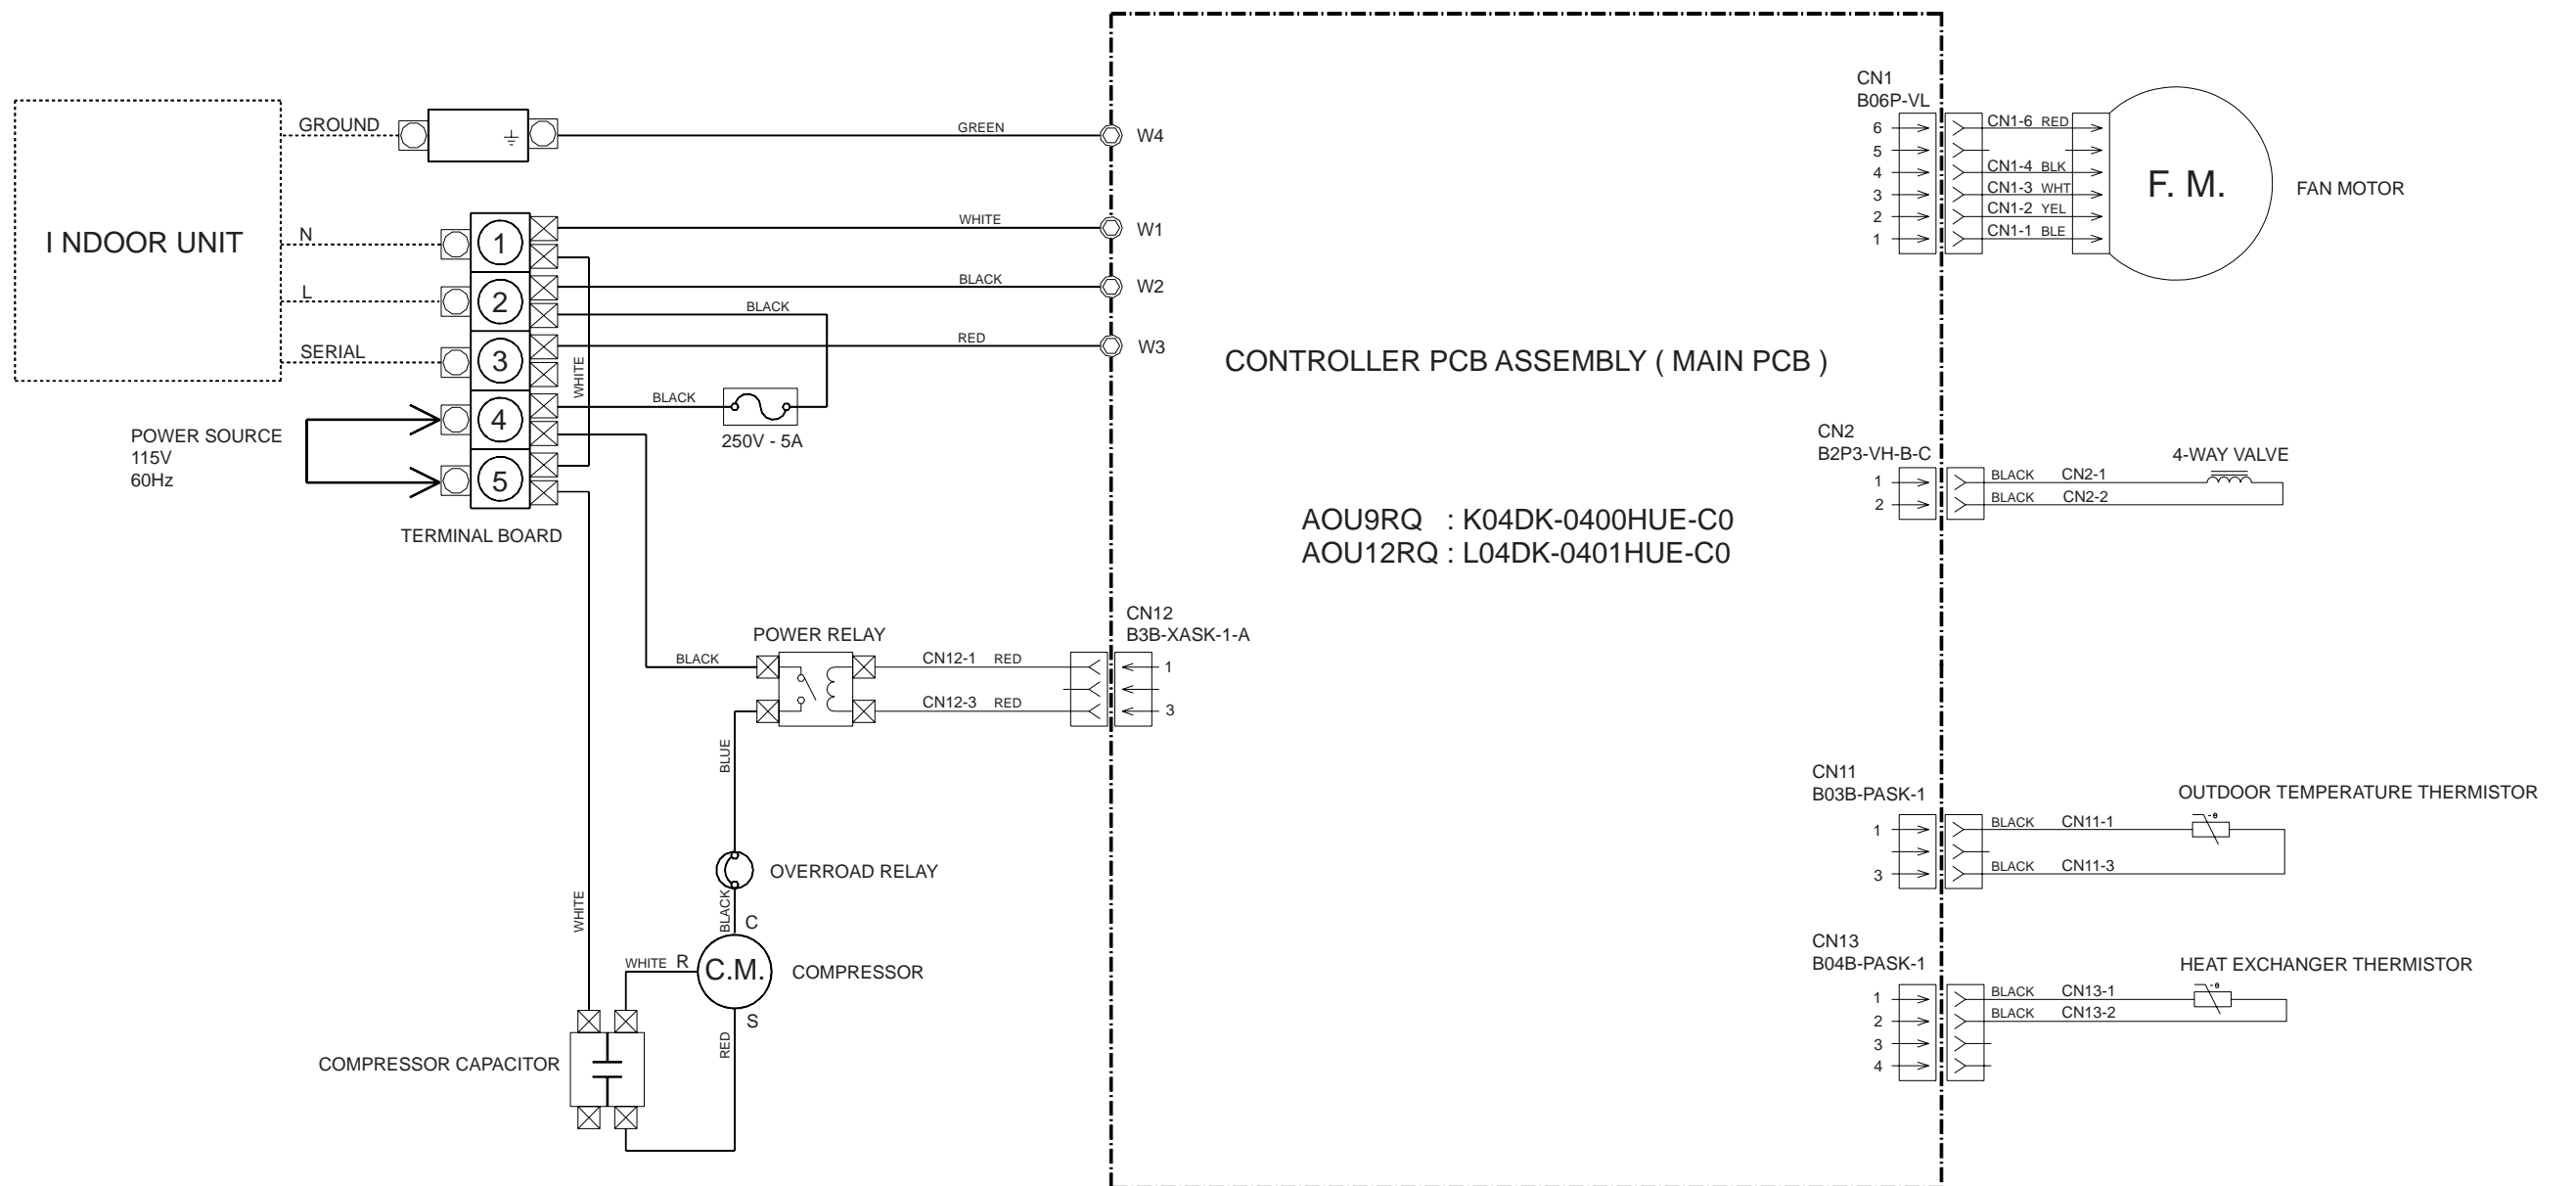 I NDOOR UNIT
GROUND
N
L
SERIAL
1
2
3
4
5
TERMINAL BOARD
POWER SOURCE
115V
60Hz
GREEN
WHITE
BLACK
BLACK
RED
WHITE
BLACK
250V - 5A
W4
W1
W2
W3
CONTROLLER PCB ASSEMBLY ( MAIN PCB )
AOU9RQ : K04DK-0400HUE-C0
AOU12RQ : L04DK-0401HUE-C0
POWER RELAY
BLACK
CN12-1 RED
CN12-3 RED
CN12
B3B-XASK-1-A
1
3
BLUE
OVERROAD RELAY
BLACK
C
WHITE R
C.M.
COMPRESSOR
S
RED
WHITE
COMPRESSOR CAPACITOR
CN1
B06P-VL
6
5
4
3
2
1
CN1-6 RED
CN1-4 BLK
CN1-3 WHT
CN1-2 YEL
CN1-1 BLE
F. M.
FAN MOTOR
CN2
B2P3-VH-B-C
1
2
BLACK CN2-1
BLACK CN2-2
4-WAY VALVE
CN11
B03B-PASK-1
1
3
BLACK CN11-1
BLACK CN11-3
OUTDOOR TEMPERATURE THERMISTOR
-θ
CN13
B04B-PASK-1
1
2
3
4
BLACK CN13-1
BLACK CN13-2
HEAT EXCHANGER THERMISTOR
-θ